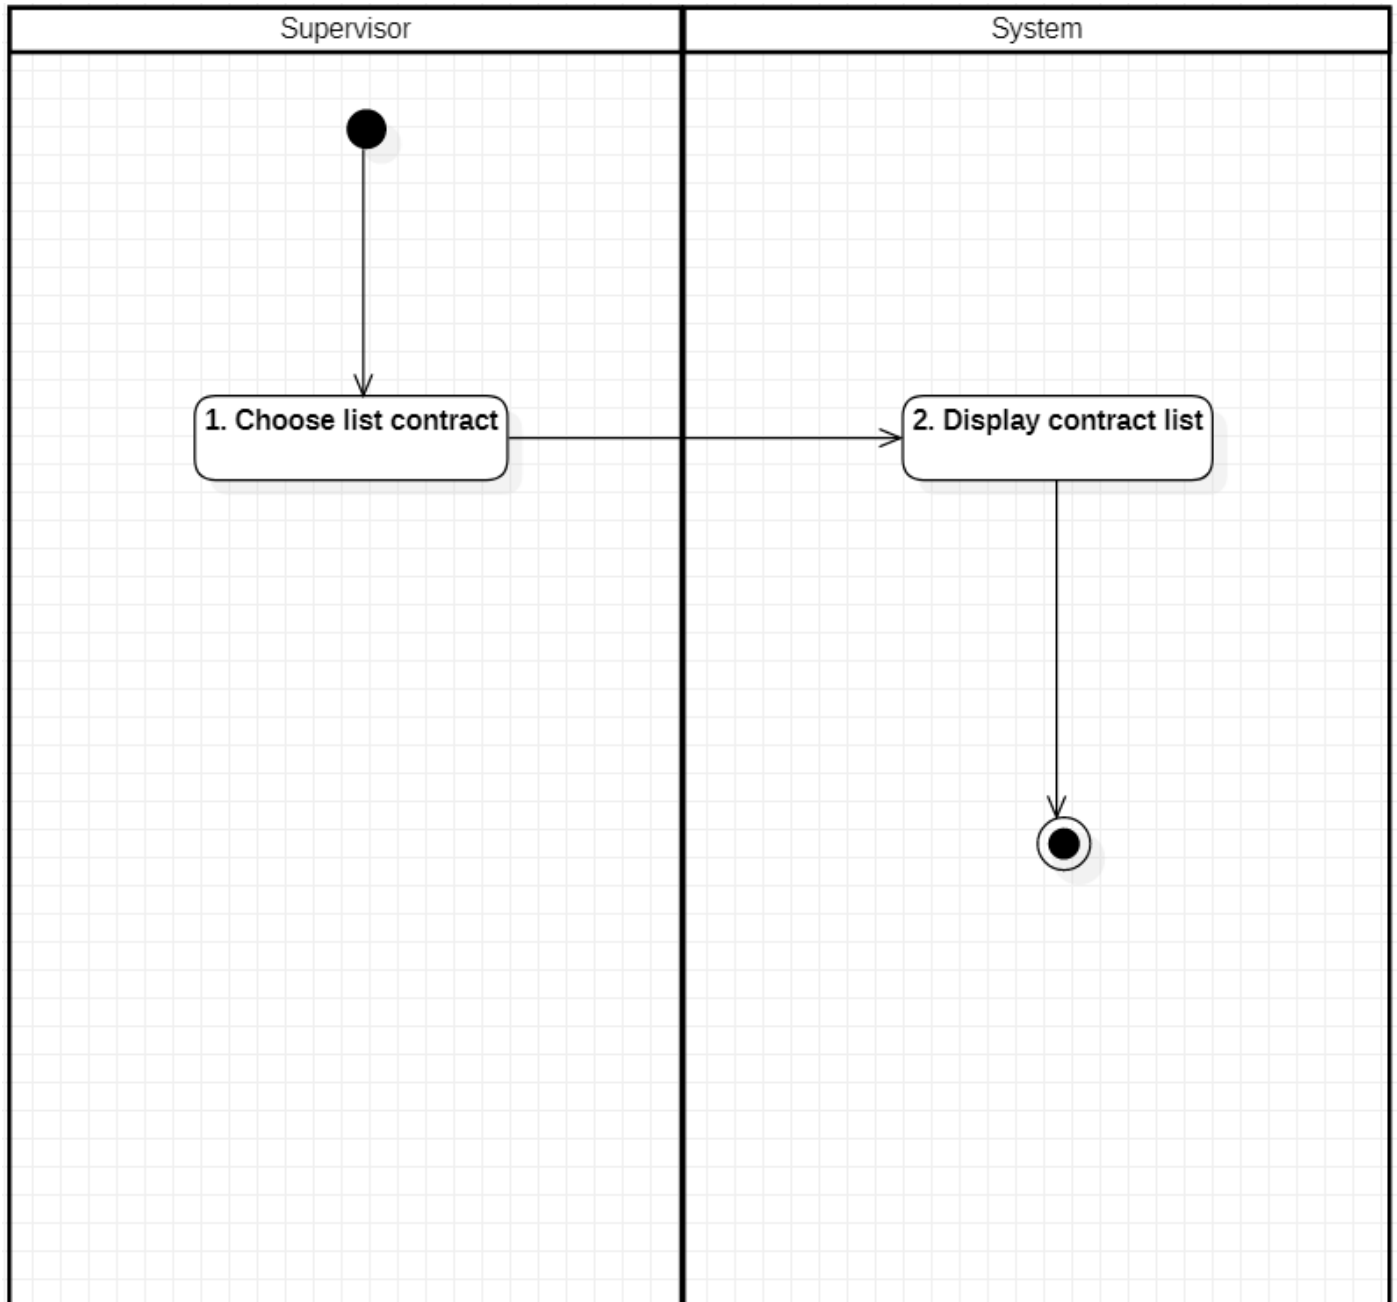 Supervisor
System
1. Choose list contract
2. Display contract list